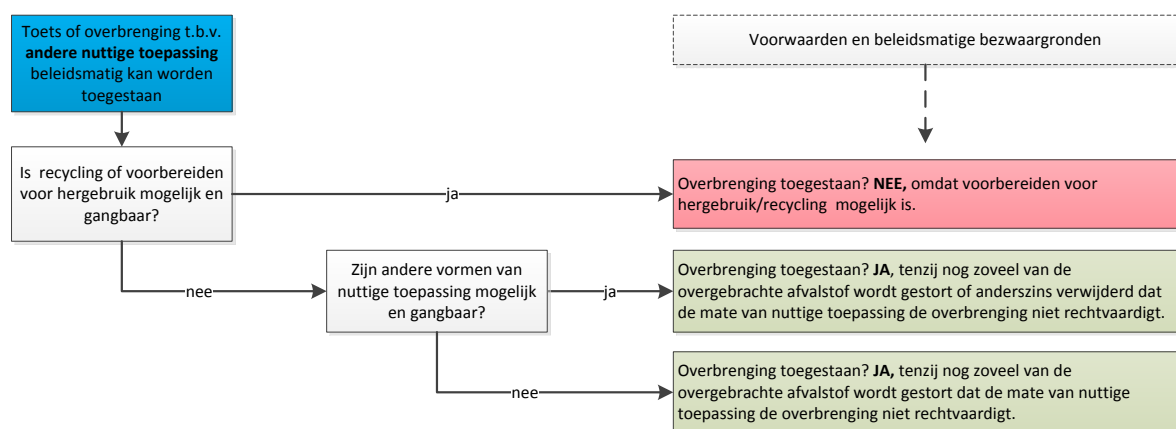 Toets of overbrenging t.b.v.
andere nuttige toepassing
beleidsmatig kan worden
toegestaan
Voorwaarden en beleidsmatige bezwaargronden
Is recycling of voorbereiden
voor hergebruik mogelijk en
gangbaar?
ja
Overbrenging toegestaan? NEE, omdat voorbereiden voor
hergebruik/recycling mogelijk is.
nee
Zijn andere vormen van
nuttige toepassing mogelijk
en gangbaar?
ja
Overbrenging toegestaan? JA, tenzij nog zoveel van de
overgebrachte afvalstof wordt gestort of anderszins verwijderd dat
de mate van nuttige toepassing de overbrenging niet rechtvaardigt.
nee
Overbrenging toegestaan? JA, tenzij nog zoveel van de
overgebrachte afvalstof wordt gestort dat de mate van nuttige
toepassing de overbrenging niet rechtvaardigt.